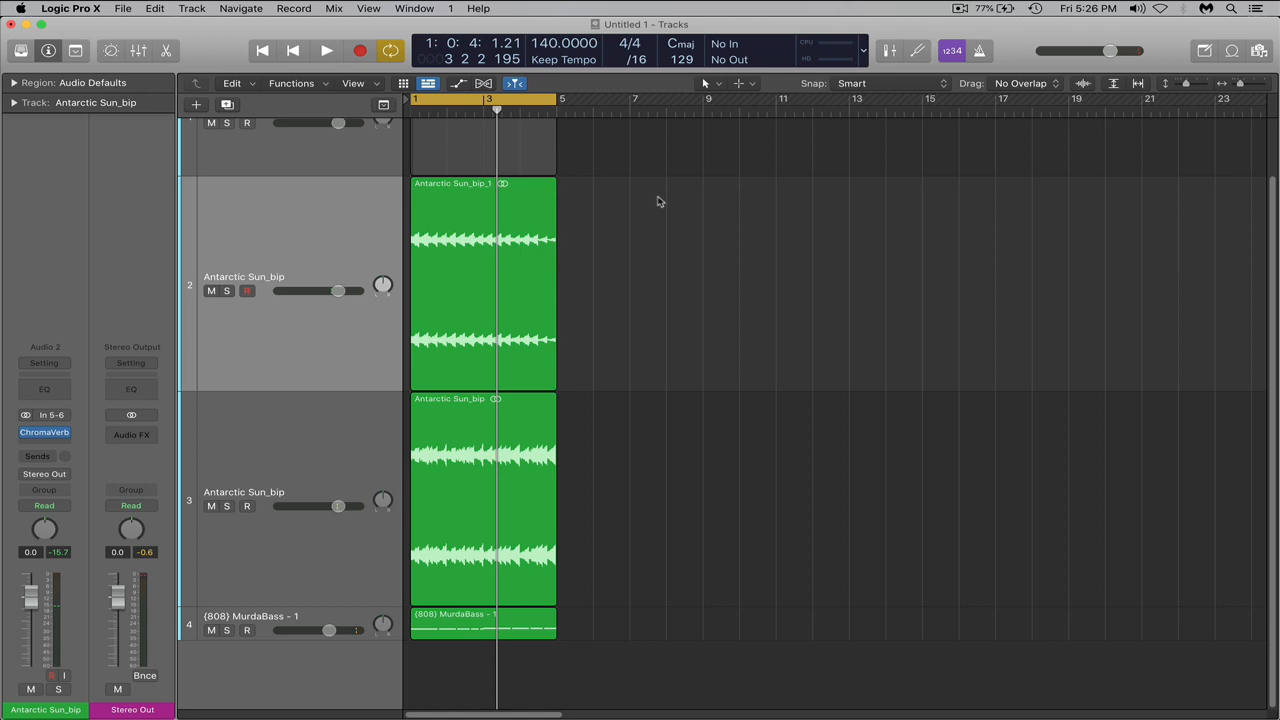 Logic Pro X File Edit Track Navigate Record Mix View Window 1 Help 77% Fri 5:26 PM
Untitled 1 - Tracks
1: 0: 4: 1.21 140.0000 4/4 Cmaj No In CPU
0003 2 2 195 Keep Tempo /16 129 No Out HD
1234
Region: Audio Defaults
Edit Functions View Snap: Smart Drag: No Overlap
Track: Antarctic Sun_bip
1 3 5 7 9 11 13 15 17 19 21 23
M S R
Antarctic Sun_bip_1
2 Antarctic Sun_bip
M S R
L R
Audio 2 Stereo Output
Setting Setting
EQ EQ
In 5-6
ChromaVerb Audio FX
Sends
Stereo Out
Group Group
Read Read
0.0 -15.7 0.0 -0.6
Antarctic Sun_bip
3 Antarctic Sun_bip
M S R
L R
{808} MurdaBass - 1
4 {808} MurdaBass - 1
M S R
R I Bnce
M S M
Antarctic Sun_bip Stereo Out